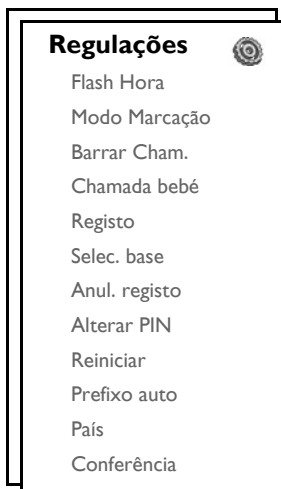 Regulações
Flash Hora
Modo Marcação
Barrar Cham.
Chamada bebé
Registo
Selec. base
Anul. registo
Alterar PIN
Reiniciar
Prefixo auto
País
Conferência